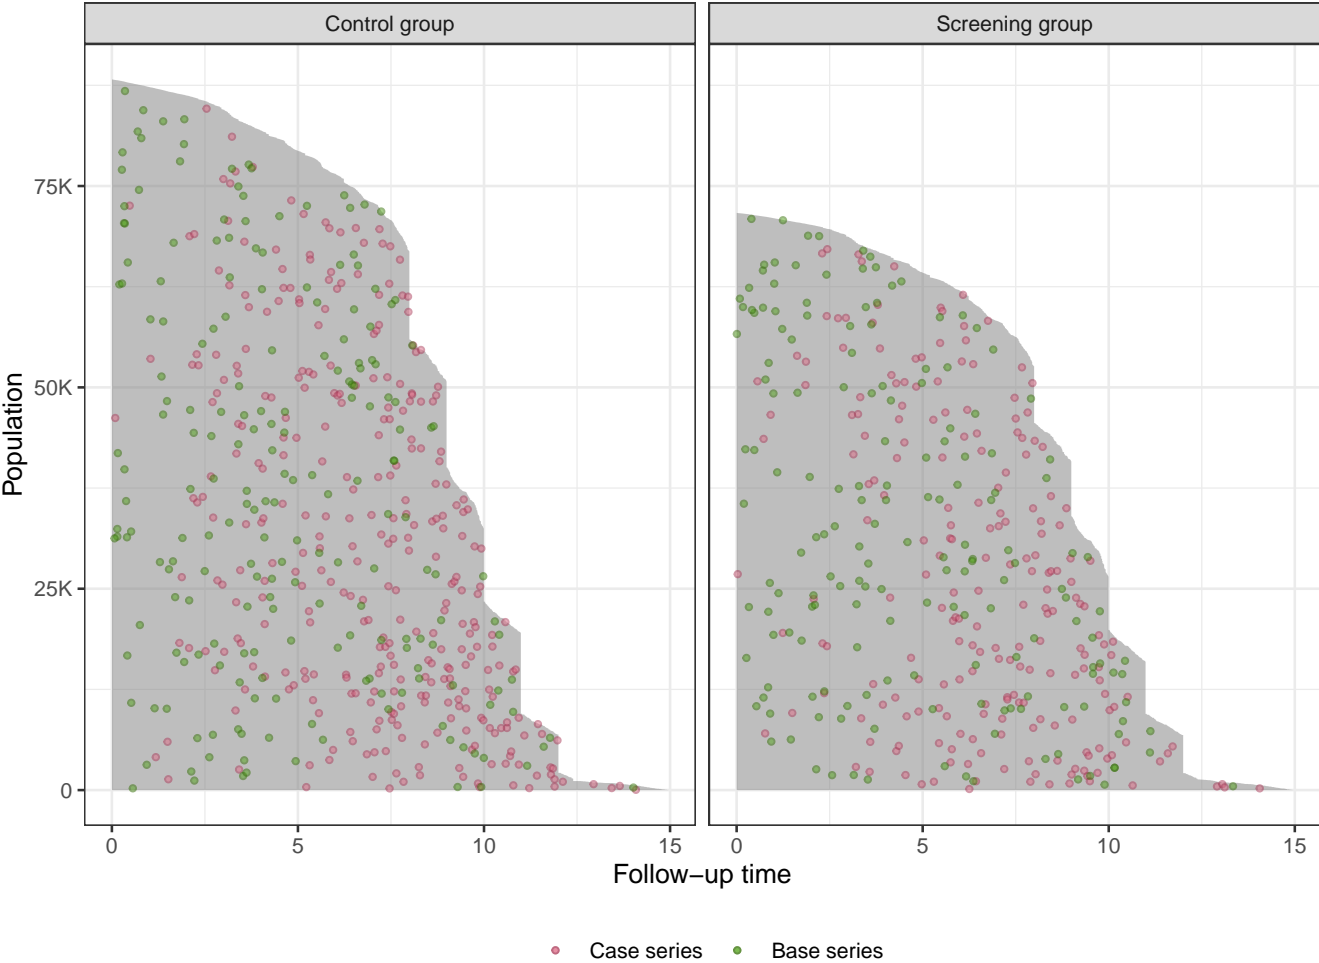 Control group
Screening group
Population
75K
50K
25K
0
0 5 10 15
0 5 10 15
Follow−up time
Case series
Base series